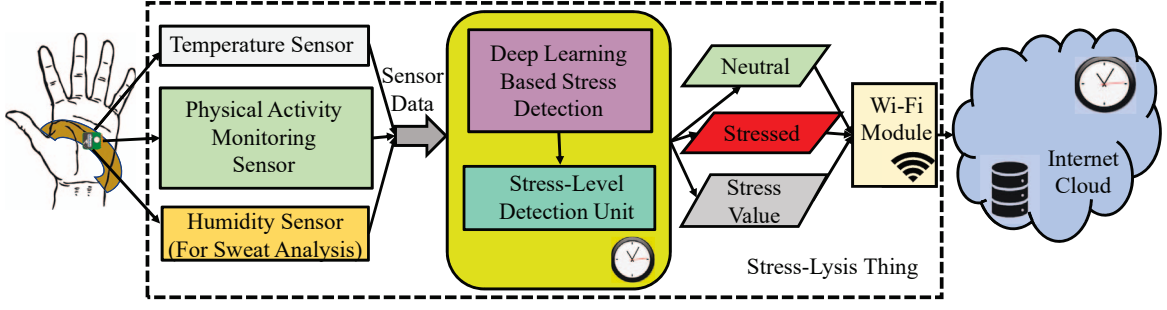 Temperature Sensor
Physical Activity
Monitoring
Sensor
Humidity Sensor
(For Sweat Analysis)
Sensor
Data
Deep Learning
Based Stress
Detection
Stress-Level
Detection Unit
Neutral
Stressed
Stress
Value
Wi-Fi
Module
Internet
Cloud
Stress-Lysis Thing